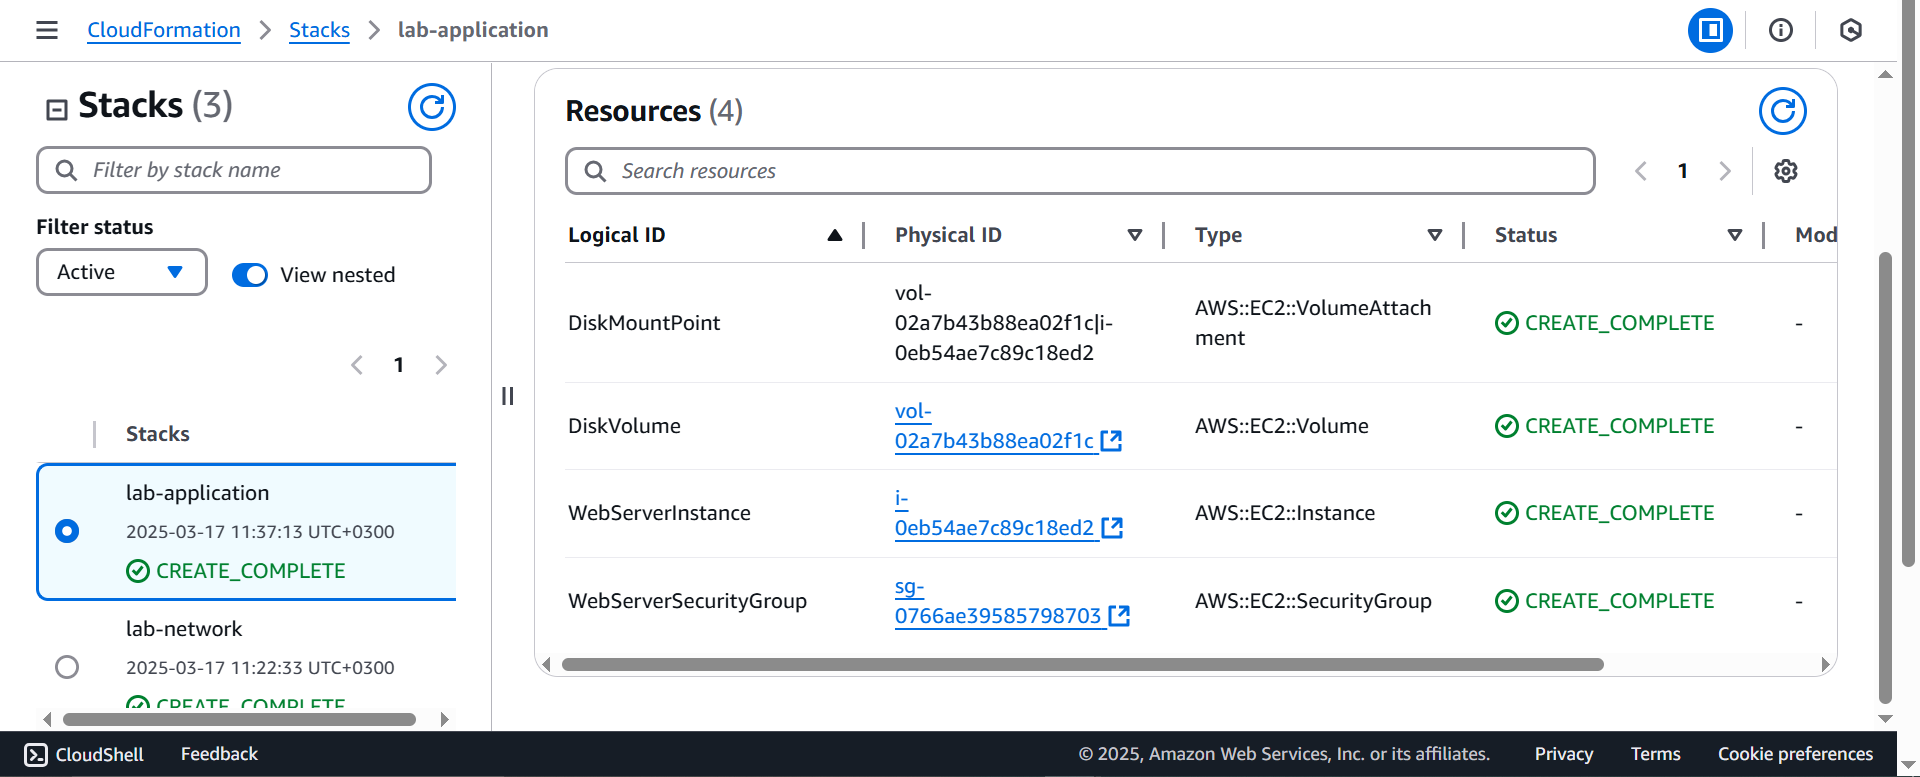 CloudFormation > Stacks > lab-application
Stacks (3)
Filter by stack name
Filter status
Active
View nested
1
Stacks
lab-application
2025-03-17 11:37:13 UTC+0300
CREATE_COMPLETE
lab-network
2025-03-17 11:22:33 UTC+0300
CREATE_COMPLETE
Resources (4)
Search resources
1
Logical ID Physical ID Type Status Mod
DiskMountPoint
vol-
02a7b43b88ea02f1c|i-
0eb54ae7c89c18ed2
AWS::EC2::VolumeAttach
ment
CREATE_COMPLETE
-
DiskVolume
vol-
02a7b43b88ea02f1c
AWS::EC2::Volume
CREATE_COMPLETE
-
WebServerInstance
i-
0eb54ae7c89c18ed2
AWS::EC2::Instance
CREATE_COMPLETE
-
WebServerSecurityGroup
sg-
0766ae39585798703
AWS::EC2::SecurityGroup
CREATE_COMPLETE
-
CloudShell Feedback © 2025, Amazon Web Services, Inc. or its affiliates. Privacy Terms Cookie preferences